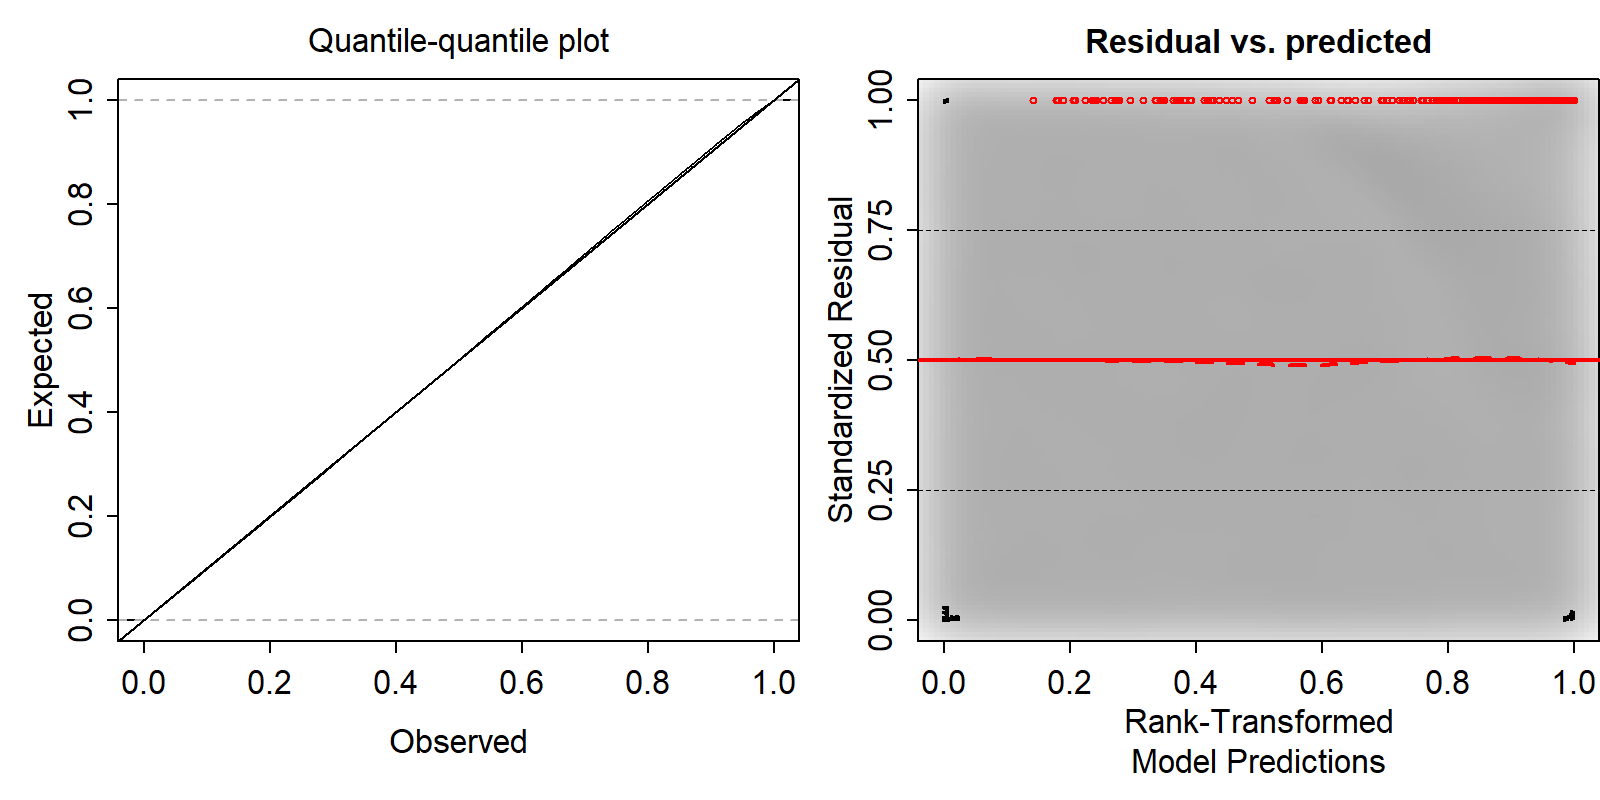 Quantile-quantile plot
Expected
0.0 0.2 0.4 0.6 0.8 1.0
0.0 0.2 0.4 0.6 0.8 1.0
Observed
Residual vs. predicted
Standardized Residual
0.00 0.25 0.50 0.75 1.00
0.0 0.2 0.4 0.6 0.8 1.0
Rank-Transformed
Model Predictions